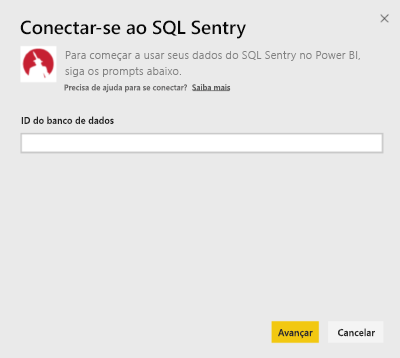 Conectar-se ao SQL Sentry
Para começar a usar seus dados do SQL Sentry no Power BI,
siga os prompts abaixo.
Precisa de ajuda para se conectar? Saiba mais
ID do banco de dados
Avançar Cancelar